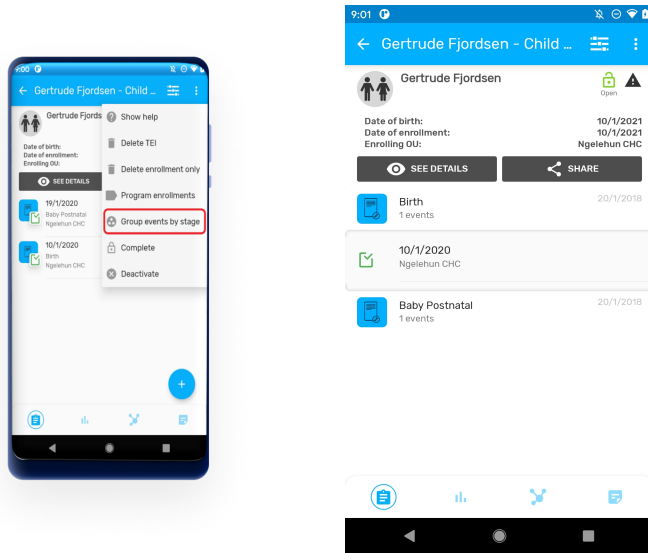 9:00
Gertrude Fjordsen - Child ...
Gertrude Fjords
Date of birth:
Date of enrollment:
Enrolling OU:
SEE DETAILS
19/1/2020
Baby Postnatal
Ngelehun CHC
10/1/2020
Birth
Ngelehun CHC
Show help
Delete TEI
Delete enrollment only
Program enrollments
Group events by stage
Complete
Deactivate
9:01
Gertrude Fjordsen - Child ...
Gertrude Fjordsen
Open
Date of birth: 10/1/2021
Date of enrollment: 10/1/2021
Enrolling OU: Ngelehun CHC
SEE DETAILS
SHARE
Birth 20/1/2018
1 events
10/1/2020
Ngelehun CHC
Baby Postnatal 20/1/2018
1 events